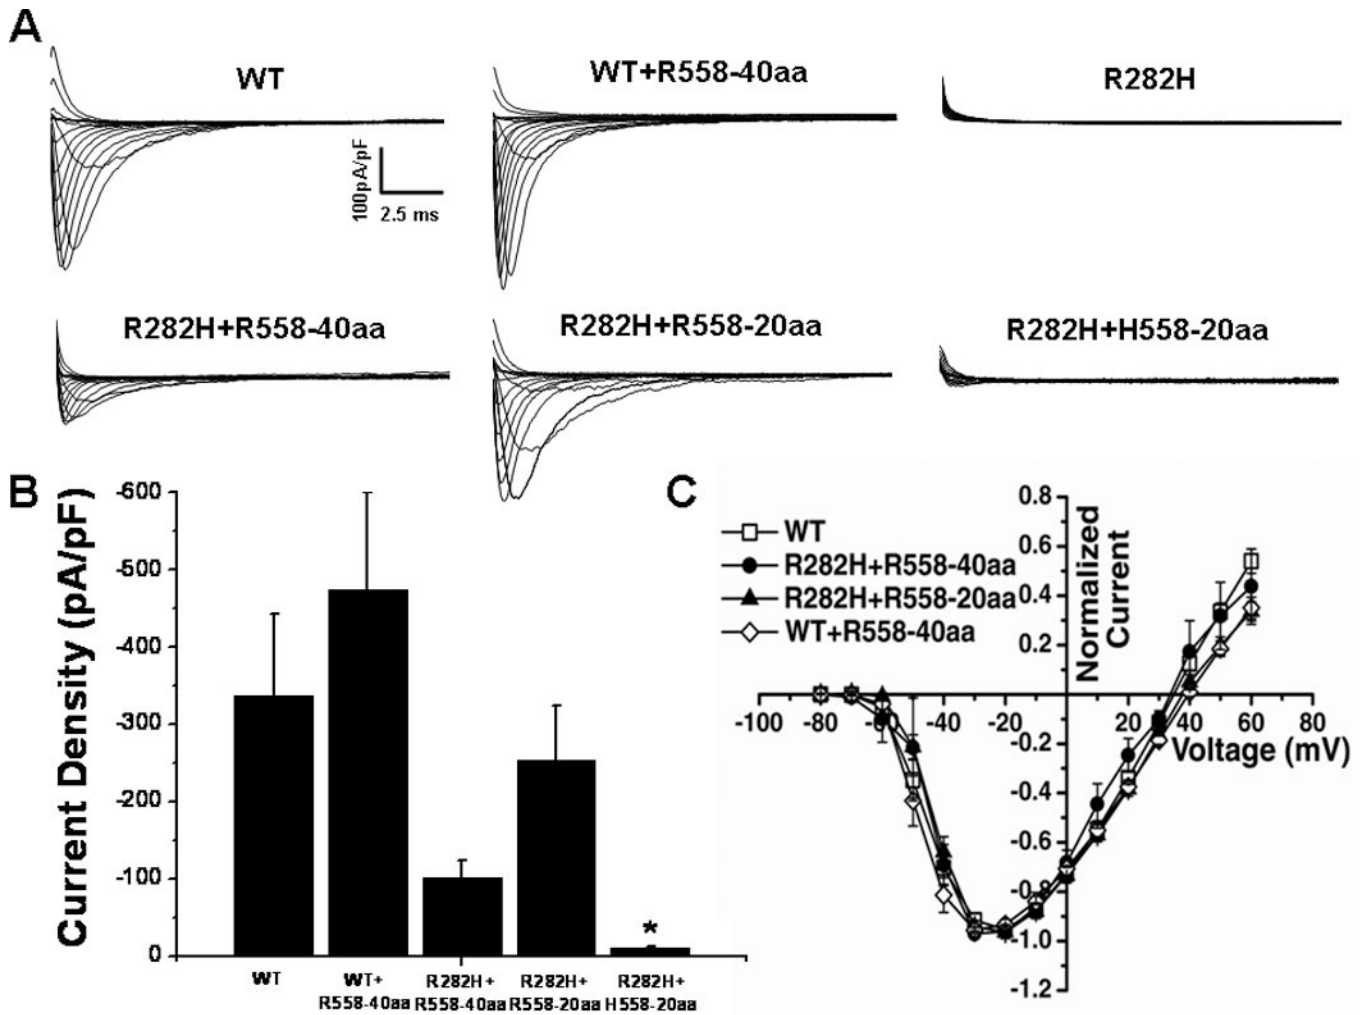 A
WT
WT+R558-40aa
R282H
100pA/pF
2.5 ms
R282H+R558-40aa
R282H+R558-20aa
R282H+H558-20aa
B
Current Density (pA/pF)
-600
-500
-400
-300
-200
-100
0
*
WT
WT+
R558-40aa
R282H+
R558-40aa
R282H+
R558-20aa
R282H+
H558-20aa
C
WT
R282H+R558-40aa
R282H+R558-20aa
WT+R558-40aa
Normalized
Current
0.8
0.6
0.4
0.2
-100
-80
-40
-20
20
40
60
80
Voltage (mV)
-0.2
-0.4
-0.6
-0.8
-1.0
-1.2